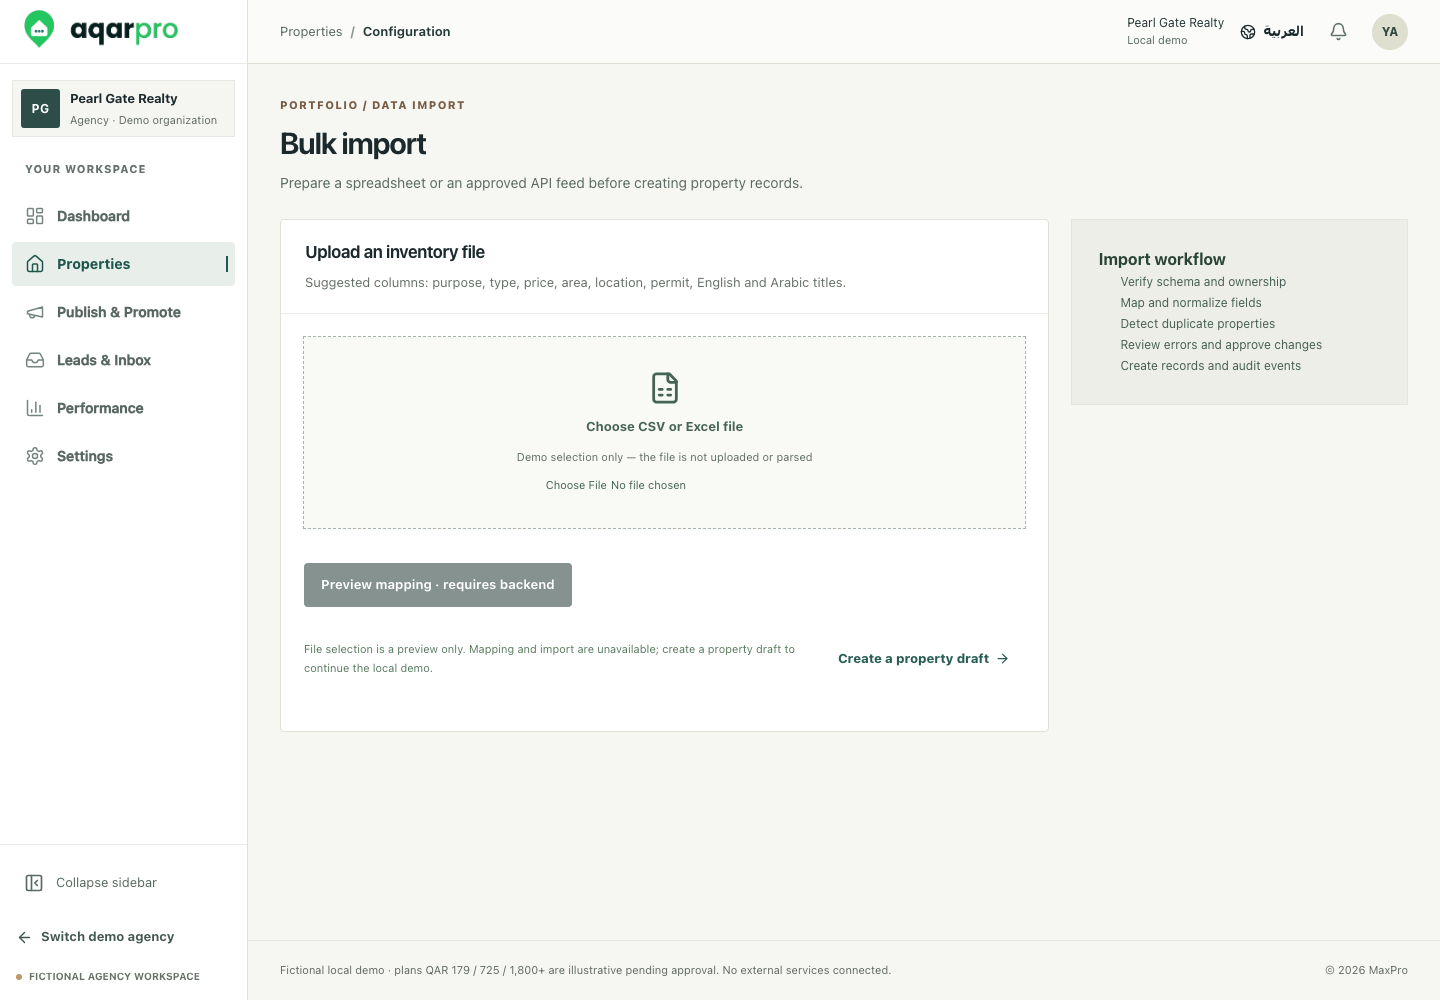 aqarpro
Properties / Configuration
Pearl Gate Realty
Local demo
العربية
YA
PG
Pearl Gate Realty
Agency · Demo organization
YOUR WORKSPACE
Dashboard
Properties
Publish & Promote
Leads & Inbox
Performance
Settings
Collapse sidebar
Switch demo agency
FICTIONAL AGENCY WORKSPACE
PORTFOLIO / DATA IMPORT
Bulk import
Prepare a spreadsheet or an approved API feed before creating property records.
Upload an inventory file
Suggested columns: purpose, type, price, area, location, permit, English and Arabic titles.
Choose CSV or Excel file
Demo selection only — the file is not uploaded or parsed
Choose File No file chosen
Preview mapping · requires backend
File selection is a preview only. Mapping and import are unavailable; create a property draft to
continue the local demo.
Create a property draft →
Import workflow
Verify schema and ownership
Map and normalize fields
Detect duplicate properties
Review errors and approve changes
Create records and audit events
Fictional local demo · plans QAR 179 / 725 / 1,800+ are illustrative pending approval. No external services connected.
© 2026 MaxPro